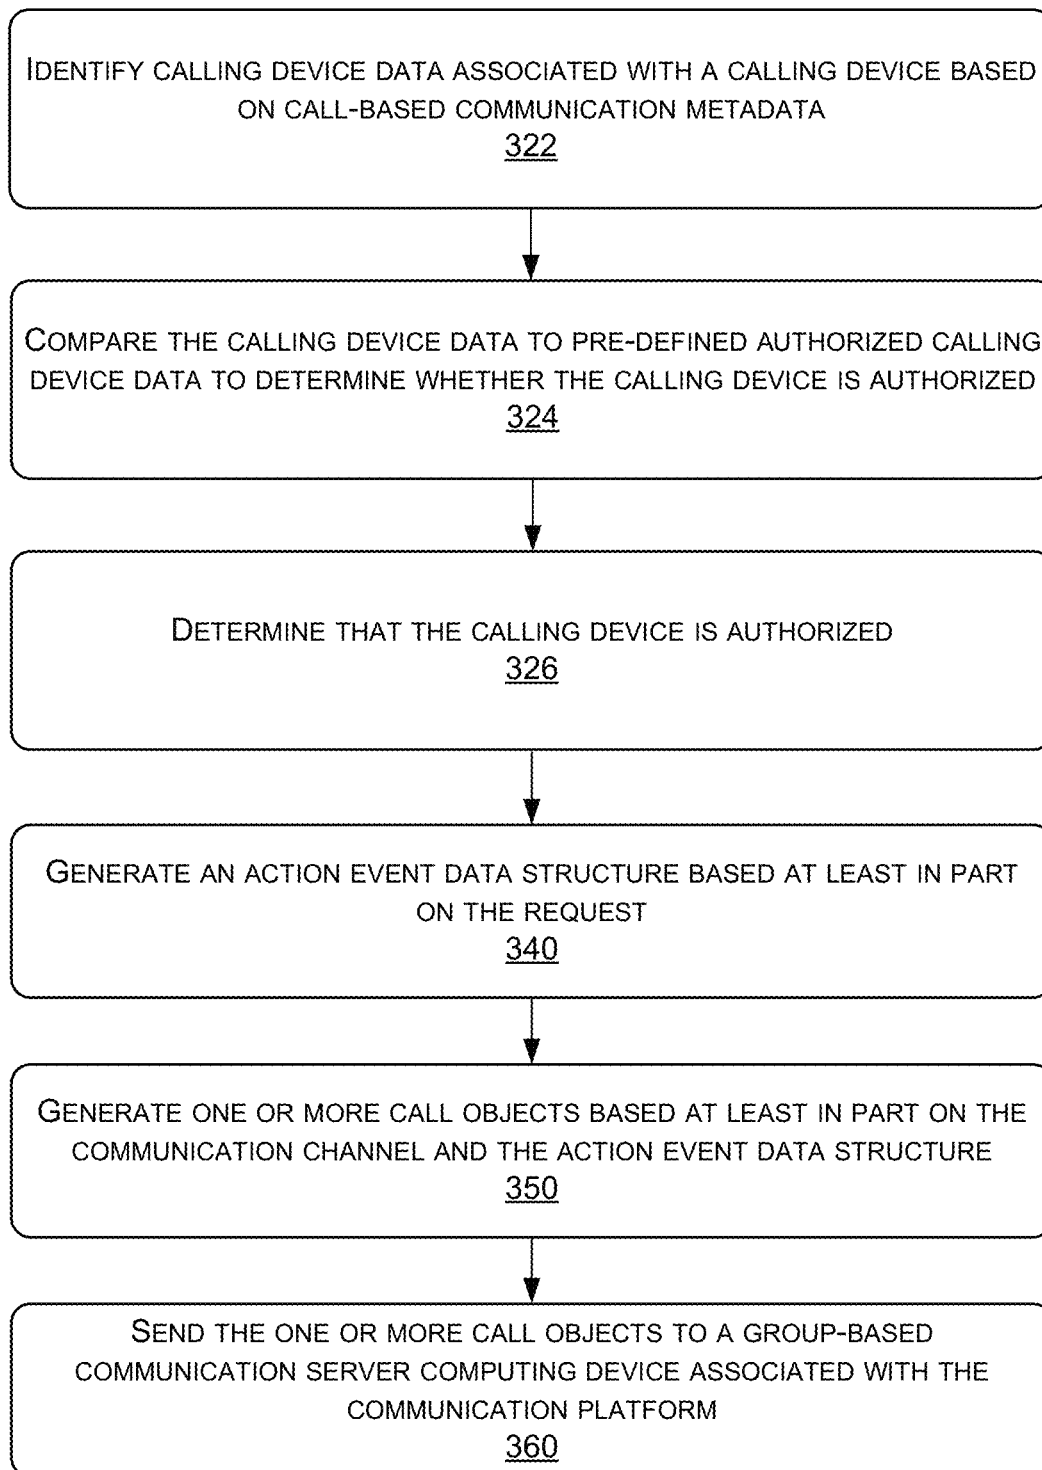 IDENTIFY CALLING DEVICE DATA ASSOCIATED WITH A CALLING DEVICE BASED
ON CALL-BASED COMMUNICATION METADATA
322
COMPARE THE CALLING DEVICE DATA TO PRE-DEFINED AUTHORIZED CALLING
DEVICE DATA TO DETERMINE WHETHER THE CALLING DEVICE IS AUTHORIZED
324
DETERMINE THAT THE CALLING DEVICE IS AUTHORIZED
326
GENERATE AN ACTION EVENT DATA STRUCTURE BASED AT LEAST IN PART
ON THE REQUEST
340
GENERATE ONE OR MORE CALL OBJECTS BASED AT LEAST IN PART ON THE
COMMUNICATION CHANNEL AND THE ACTION EVENT DATA STRUCTURE
350
SEND THE ONE OR MORE CALL OBJECTS TO A GROUP-BASED
COMMUNICATION SERVER COMPUTING DEVICE ASSOCIATED WITH THE
COMMUNICATION PLATFORM
360